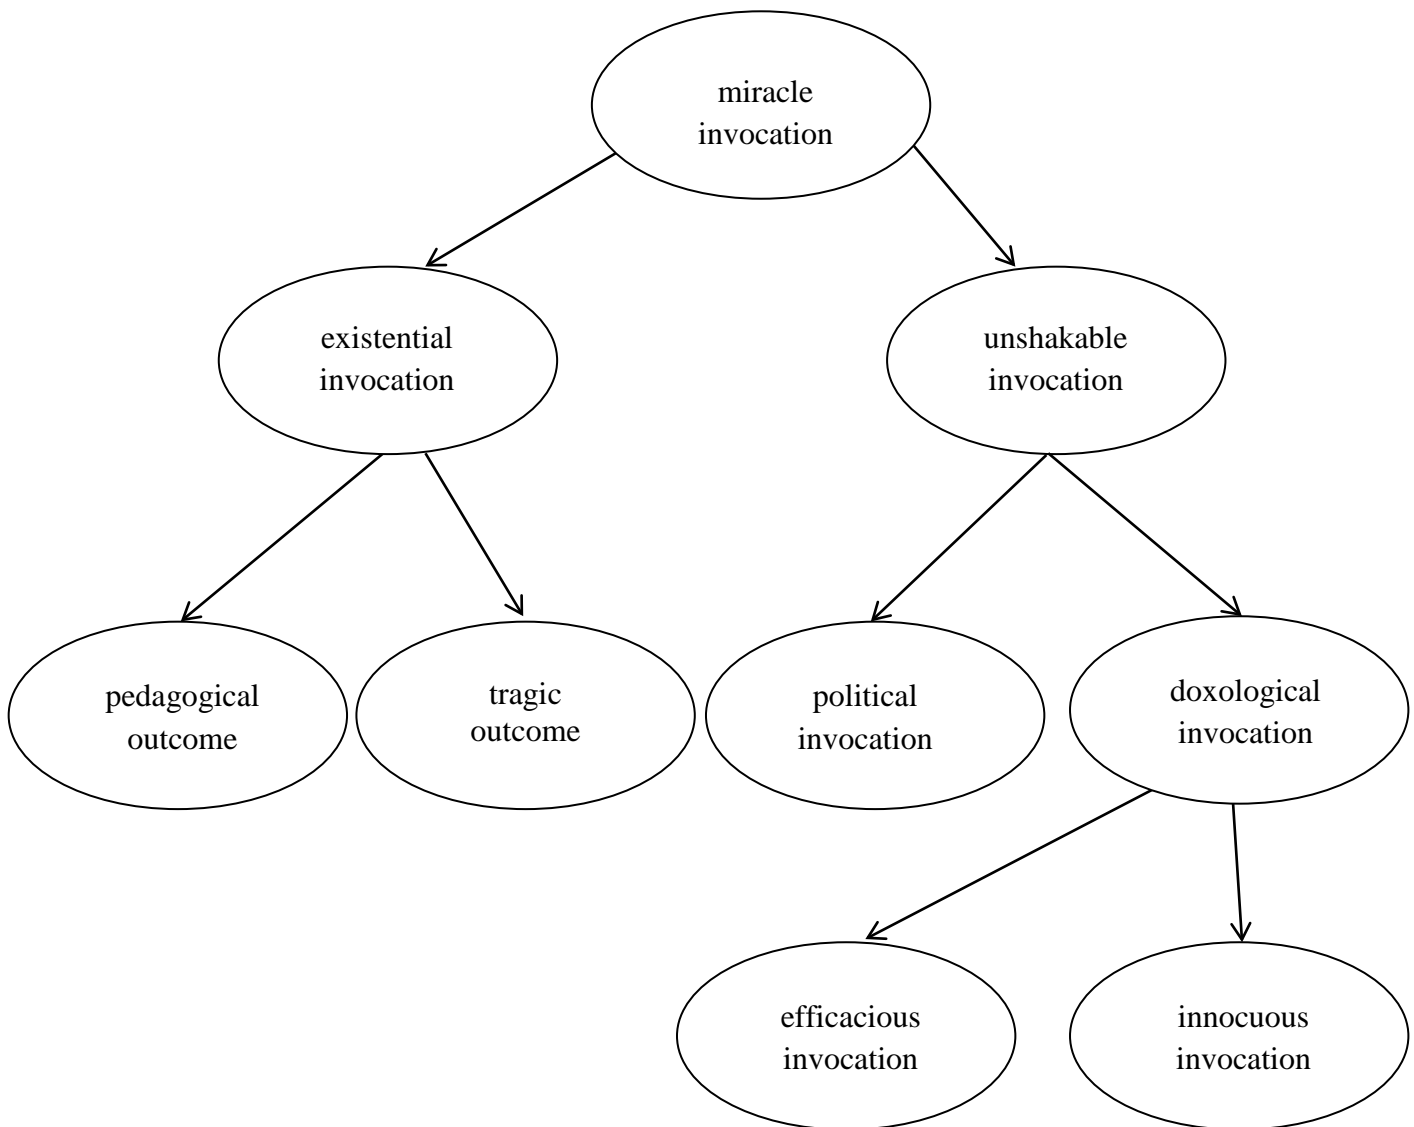 miracle
invocation
existential
invocation
unshakable
invocation
pedagogical
outcome
tragic
outcome
political
invocation
doxological
invocation
efficacious
invocation
innocuous
invocation